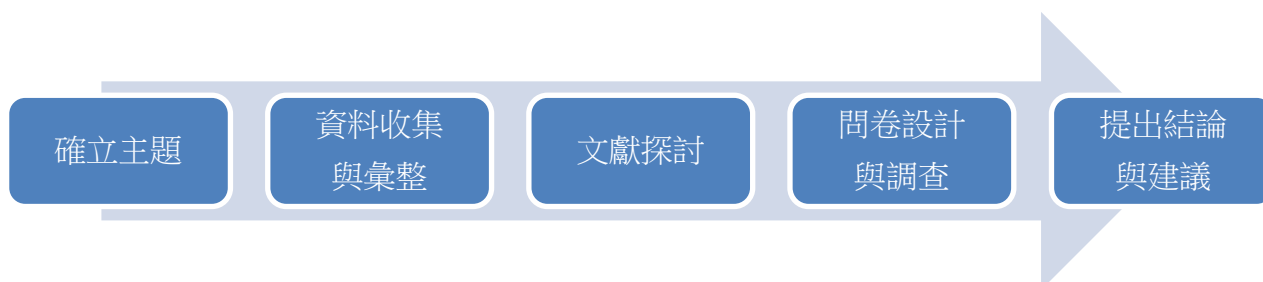 確立主題
資料收集
與彙整
文獻探討
問卷設計
與調查
提出結論
與建議